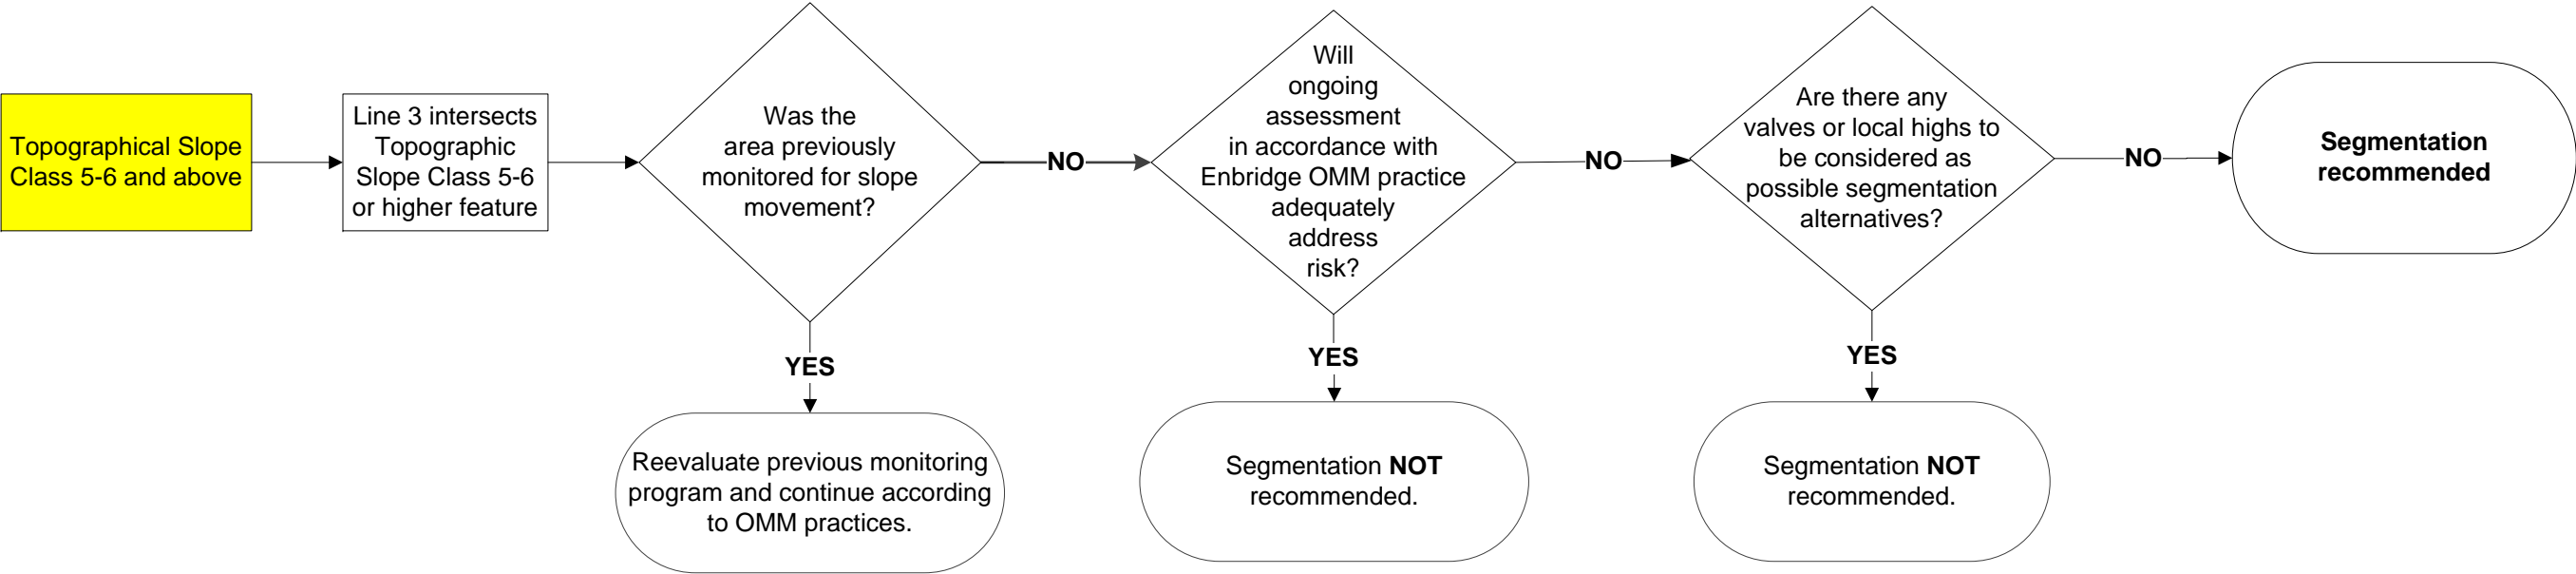 Topographical Slope
Class 5-6 and above
Line 3 intersects
Topographic
Slope Class 5-6
or higher feature
Was the
area previously
monitored for slope
movement?
NO
YES
Reevaluate previous monitoring
program and continue according
to OMM practices.
Will
ongoing
assessment
in accordance with
Enbridge OMM practice
adequately
address
risk?
NO
YES
Segmentation NOT
recommended.
Are there any
valves or local highs to
be considered as
possible segmentation
alternatives?
NO
YES
Segmentation NOT
recommended.
Segmentation
recommended